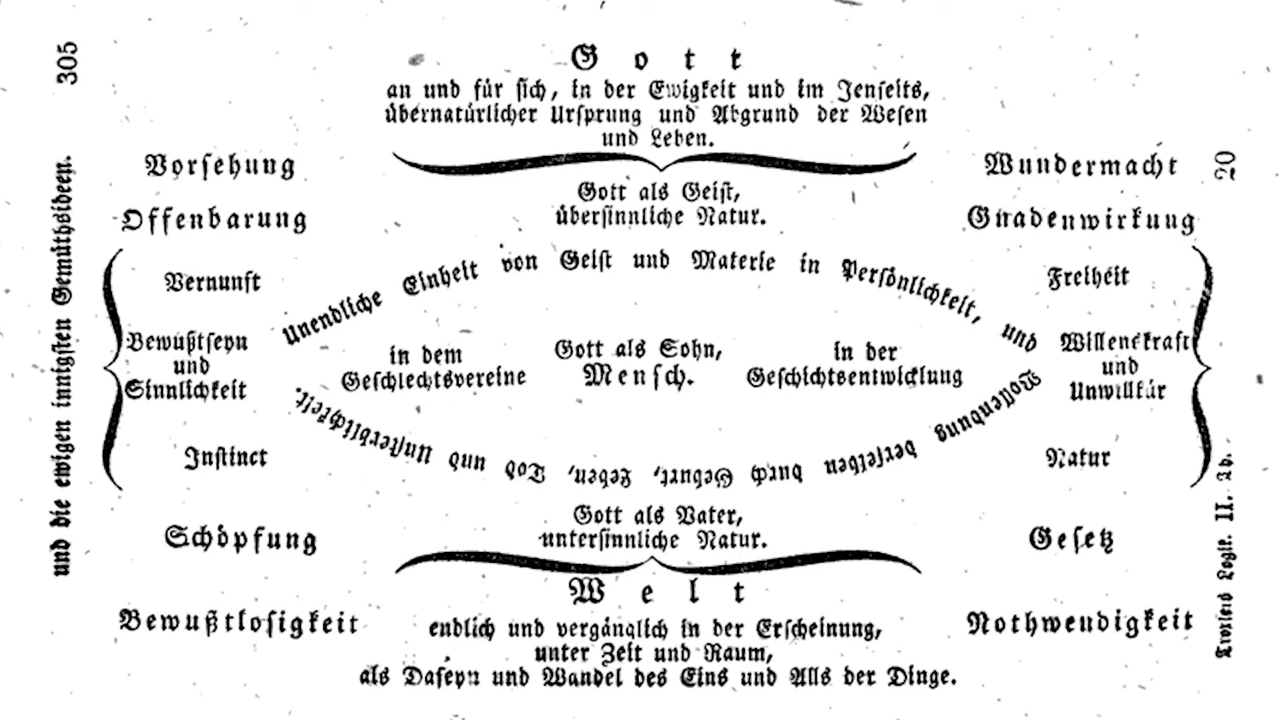 305
und die ewigen innigsten Gemüthsideen.
Gott
an und für sich, in der Ewigkeit und im Jenseits,
übernatürlicher Ursprung und Abgrund der Wesen
und Leben.
Vorsehung
Wundermacht
Gott als Geist,
übersinnliche Natur.
Offenbarung
Gnadenwirkung
Vernunft
Freiheit
Unendliche Einheit von Geist und Materie in Persönlichkeit, und
Vollendung derselben durch Geburt, Leben, Tod und Unsterblichkeit.
Bewußtseyn
und
Sinnlichkeit
in dem
Geschlechtsvereine
Gott als Sohn,
Mensch.
in der
Geschichtsentwicklung
Willenskraft
und
Unwillkür
Instinct
Natur
Gott als Vater,
untersinnliche Natur.
Schöpfung
Gesetz
Welt
Bewußtlosigkeit
Nothwendigkeit
endlich und vergänglich in der Erscheinung,
unter Zeit und Raum,
als Daseyn und Wandel des Eins und Alls der Dinge.
Troxlers Logik. II. Th.
20